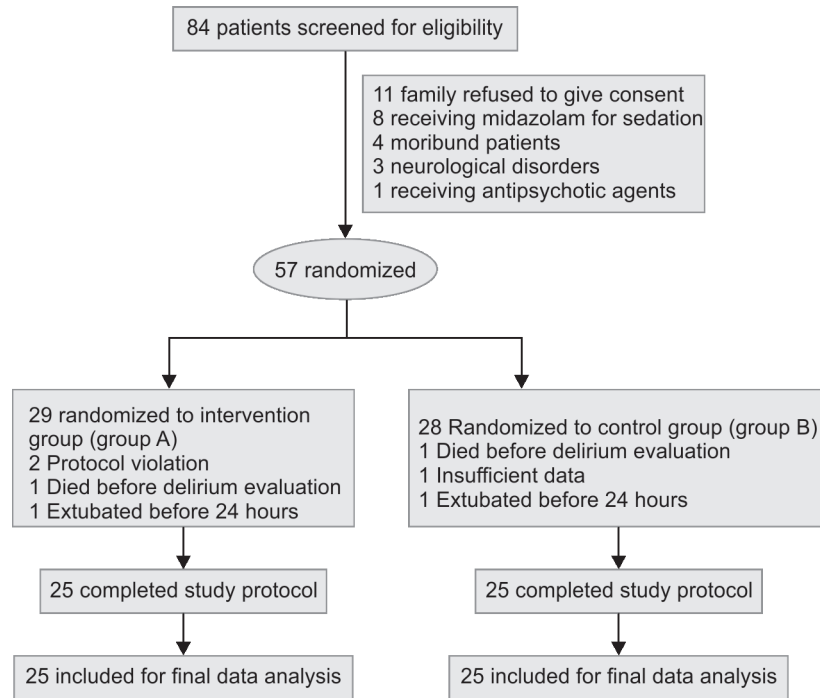 84 patients screened for eligibility
11 family refused to give consent
8 receiving midazolam for sedation
4 moribund patients
3 neurological disorders
1 receiving antipsychotic agents
57 randomized
29 randomized to intervention
group (group A)
2 Protocol violation
1 Died before delirium evaluation
1 Extubated before 24 hours
28 Randomized to control group (group B)
1 Died before delirium evaluation
1 Insufficient data
1 Extubated before 24 hours
25 completed study protocol
25 completed study protocol
25 included for final data analysis
25 included for final data analysis